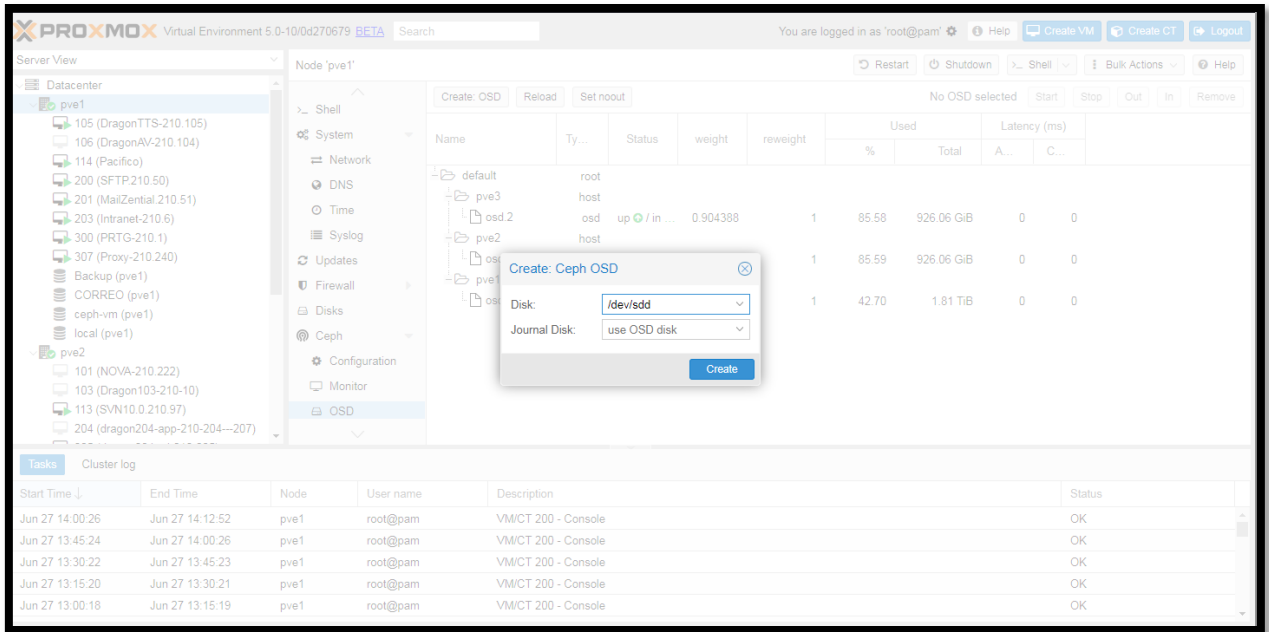 PROXMOX Virtual Environment 5.0-10/0d270679 BETA Search You are logged in as 'root@pam' Help Create VM Create CT Logout
Server View
Node 'pve1' Restart Shutdown >_ Shell Bulk Actions Help
Datacenter
pve1
105 (DragonTTS-210.105)
106 (DragonAV-210.104)
114 (Pacifico)
200 (SFTP.210.50)
201 (MailZential.210.51)
203 (Intranet-210.6)
300 (PRTG-210.1)
307 (Proxy-210.240)
Backup (pve1)
CORREO (pve1)
ceph-vm (pve1)
local (pve1)
pve2
101 (NOVA-210.222)
103 (Dragon103-210-10)
113 (SVN10.0.210.97)
204 (dragon204-app-210-204---207)
>_ Shell
System
Network
DNS
Time
Syslog
Updates
Firewall
Disks
Ceph
Configuration
Monitor
OSD
Create: OSD Reload Set noout No OSD selected Start Stop Out In Remove
Name Ty... Status weight reweight Used Latency (ms)
% Total A... C...
default root
pve3 host
osd.2 osd up / in ... 0.904388 1 85.58 926.06 GiB 0 0
pve2 host
1 85.59 926.06 GiB 0 0
pve1
1 42.70 1.81 TiB 0 0
Create: Ceph OSD
Disk: /dev/sdd
Journal Disk: use OSD disk
Create
Tasks Cluster log
Start Time ↓ End Time Node User name Description Status
Jun 27 14:00:26 Jun 27 14:12:52 pve1 root@pam VM/CT 200 - Console OK
Jun 27 13:45:24 Jun 27 14:00:26 pve1 root@pam VM/CT 200 - Console OK
Jun 27 13:30:22 Jun 27 13:45:23 pve1 root@pam VM/CT 200 - Console OK
Jun 27 13:15:20 Jun 27 13:30:21 pve1 root@pam VM/CT 200 - Console OK
Jun 27 13:00:18 Jun 27 13:15:19 pve1 root@pam VM/CT 200 - Console OK